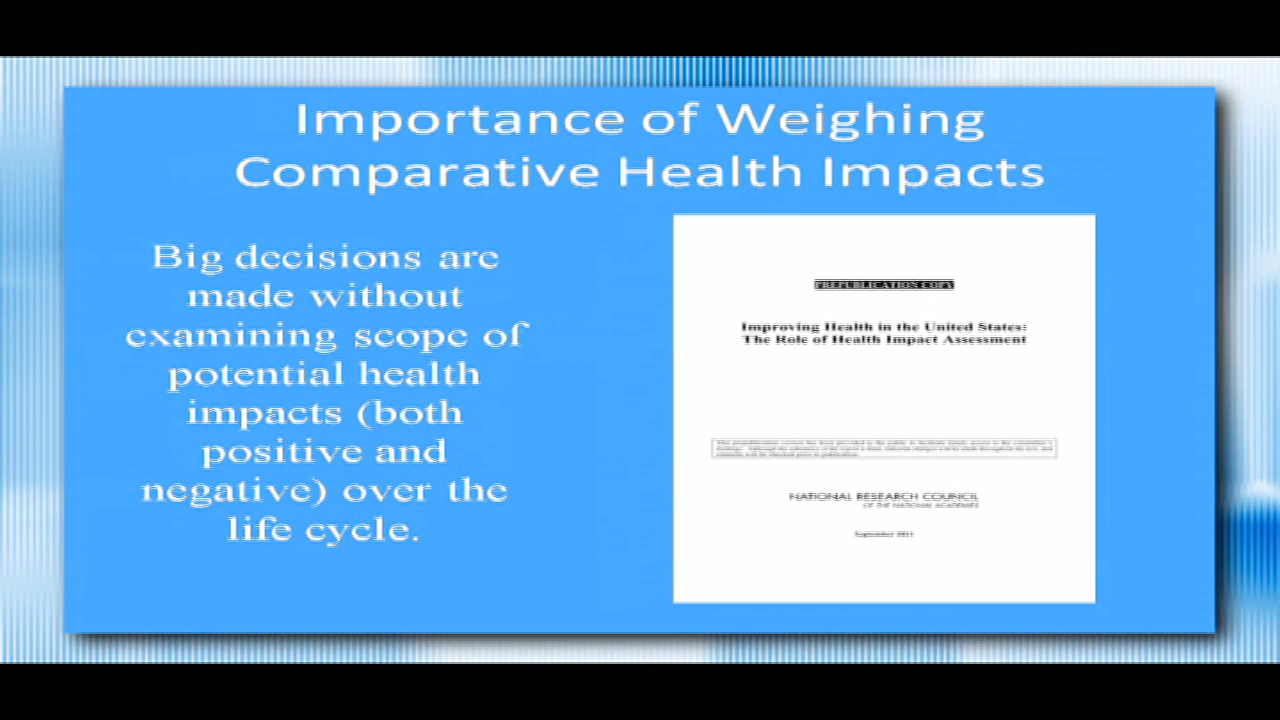 Importance of Weighing
Comparative Health Impacts
Big decisions are
made without
examining scope of
potential health
impacts (both
positive and
negative) over the
life cycle.
PREPUBLICATION COPY
Improving Health in the United States:
The Role of Health Impact Assessment
NATIONAL RESEARCH COUNCIL
OF THE NATIONAL ACADEMIES
September 2011